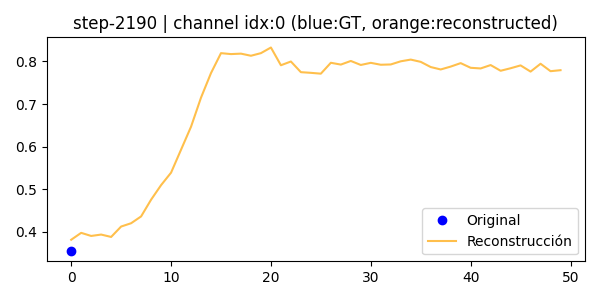 step-2190 | channel idx:0 (blue:GT, orange:reconstructed)
0.8
0.7
0.6
0.5
0.4
Original
Reconstrucción
0 10 20 30 40 50